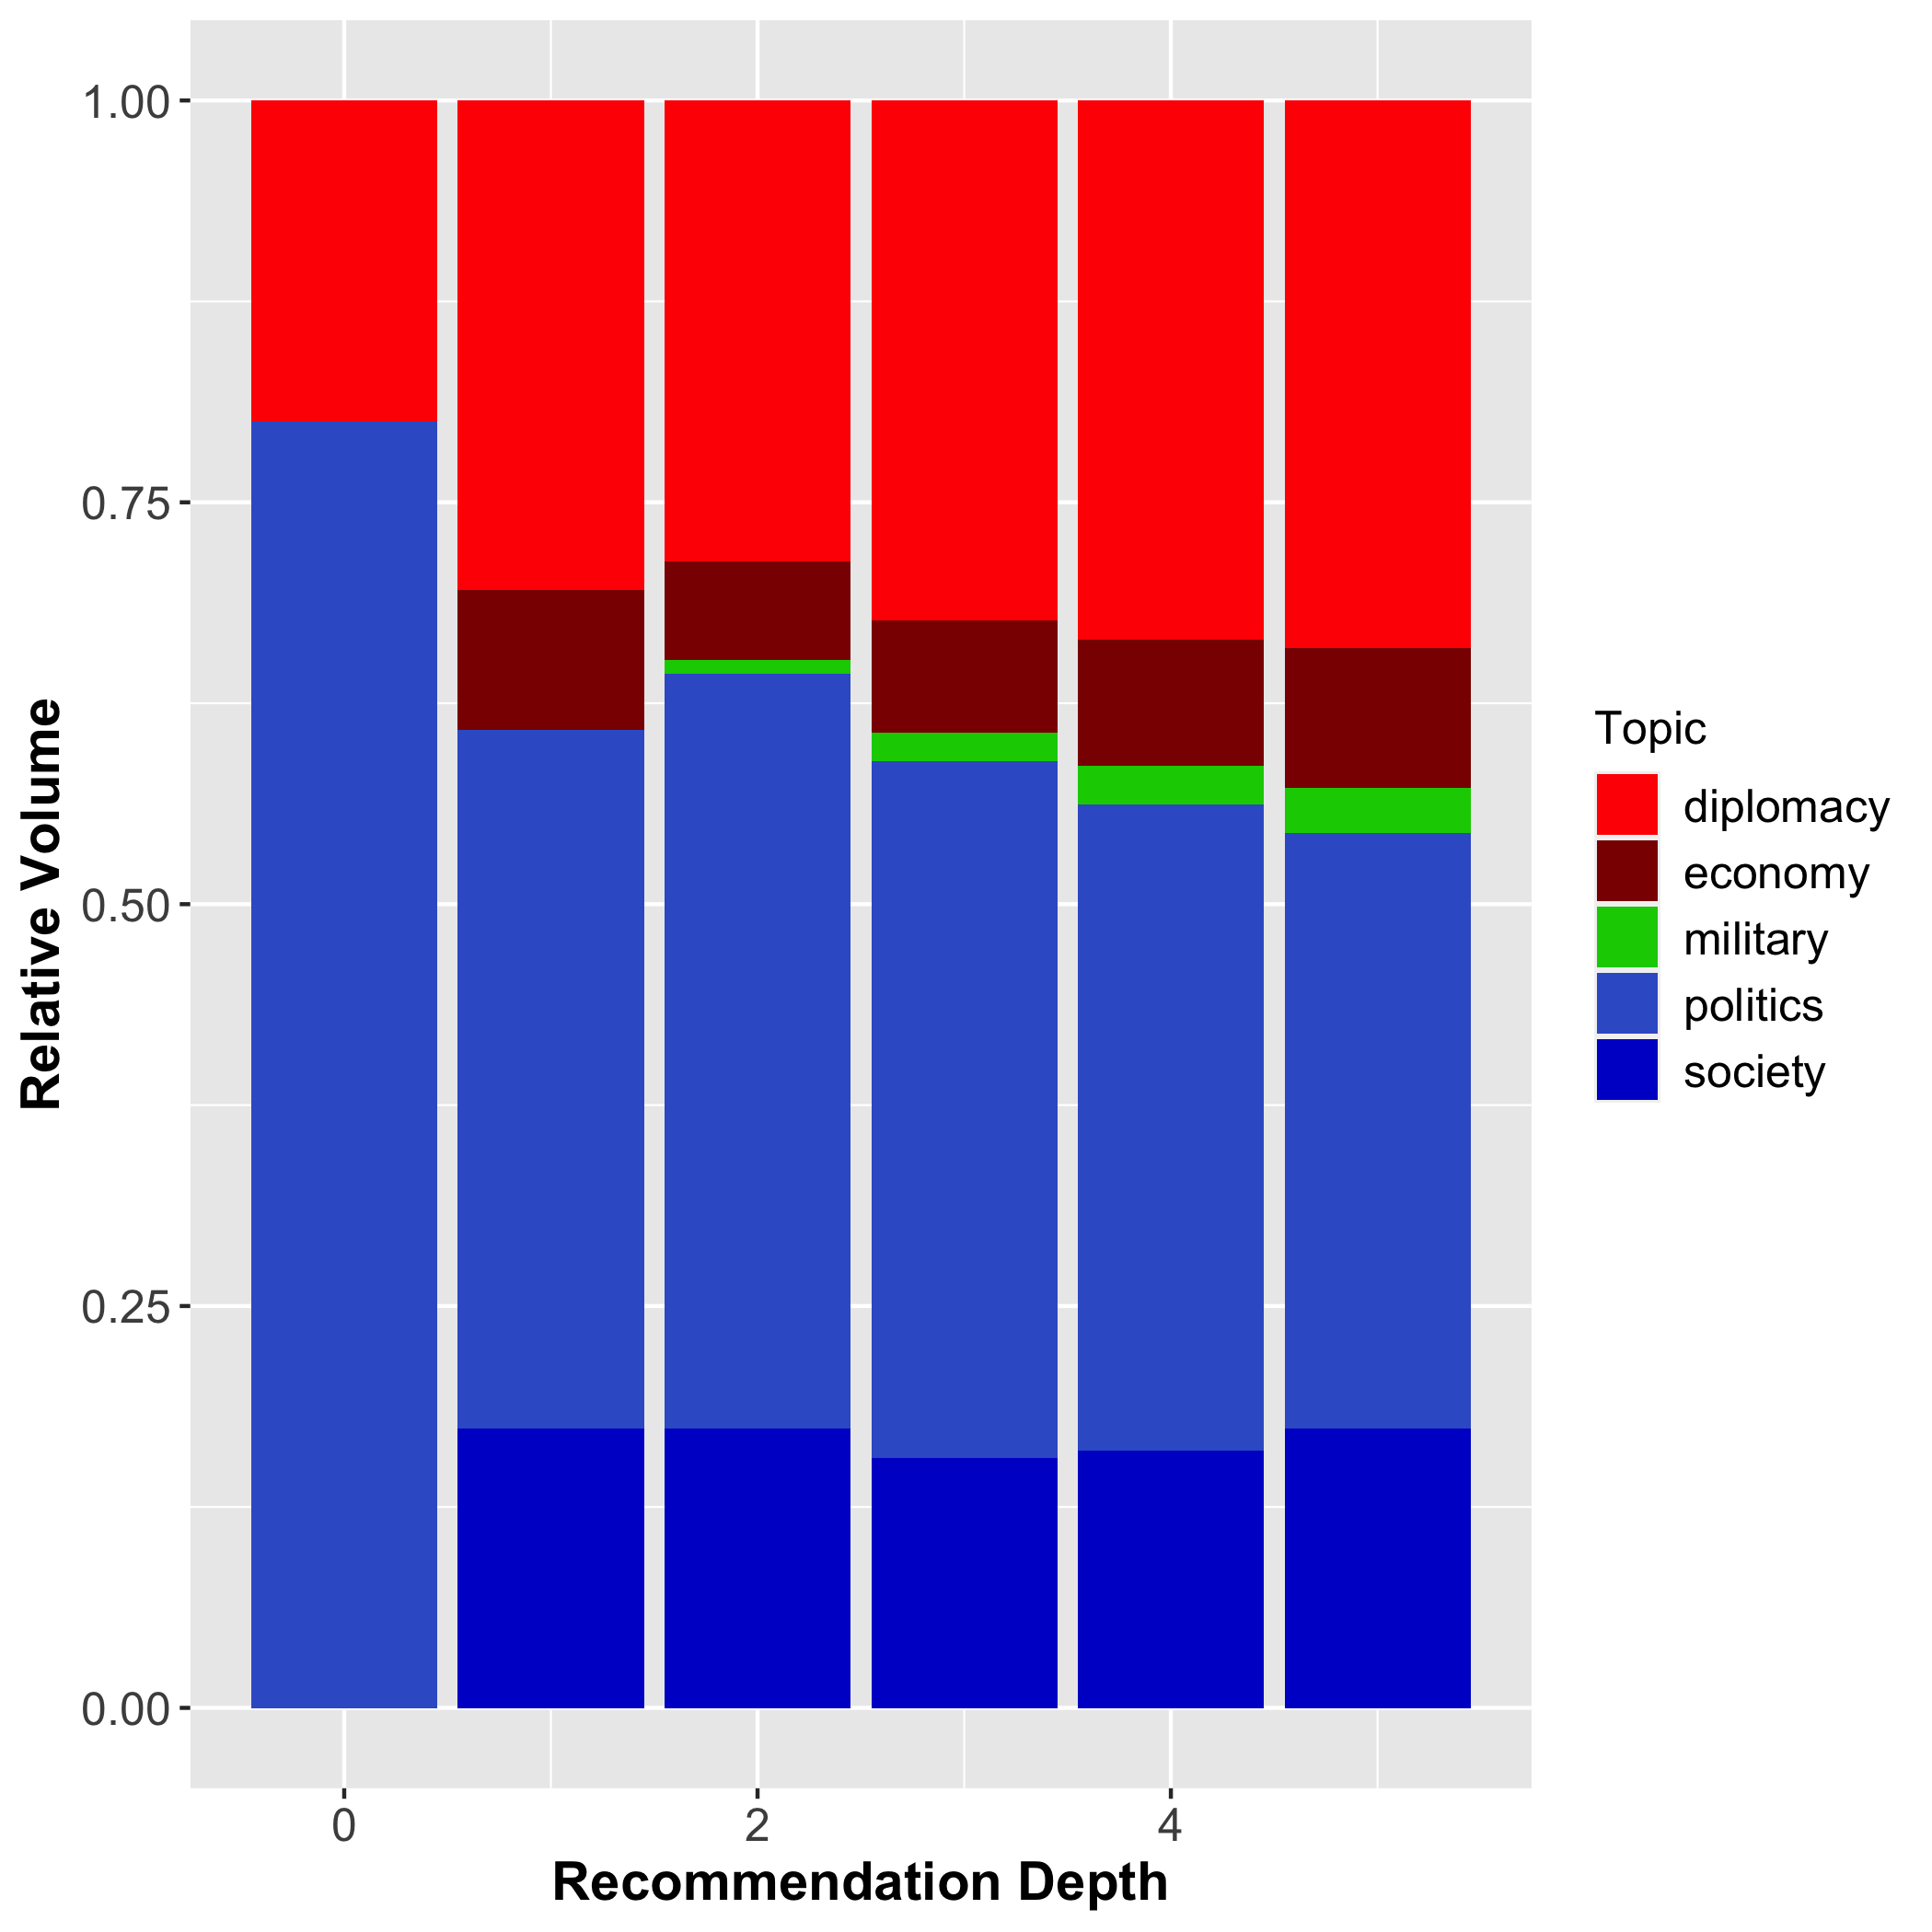 1.00
0.75
0.50
0.25
0.00
Relative Volume
0
2
4
Recommendation Depth
Topic
diplomacy
economy
military
politics
society